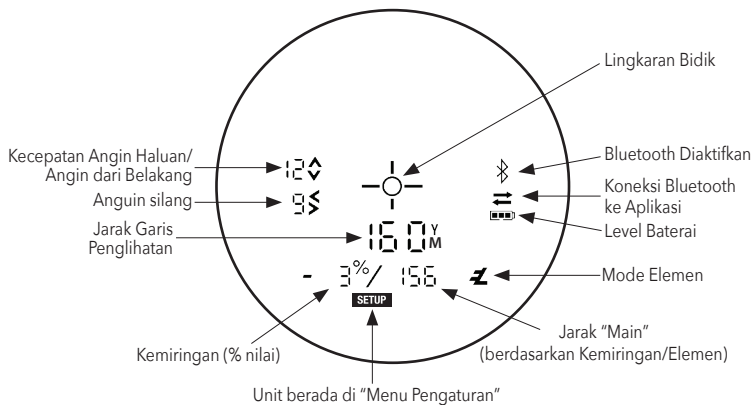 Lingkaran Bidik
Kecepatan Angin Haluan/
Angin dari Belakang
12
Anguin silang
9
Jarak Garis
Penglihatan
160 Y
M
Bluetooth Diaktifkan
Koneksi Bluetooth
ke Aplikasi
Level Baterai
- 3%/ 156
Mode Elemen
SETUP
Kemiringan (% nilai)
Jarak “Main”
(berdasarkan Kemiringan/Elemen)
Unit berada di “Menu Pengaturan”